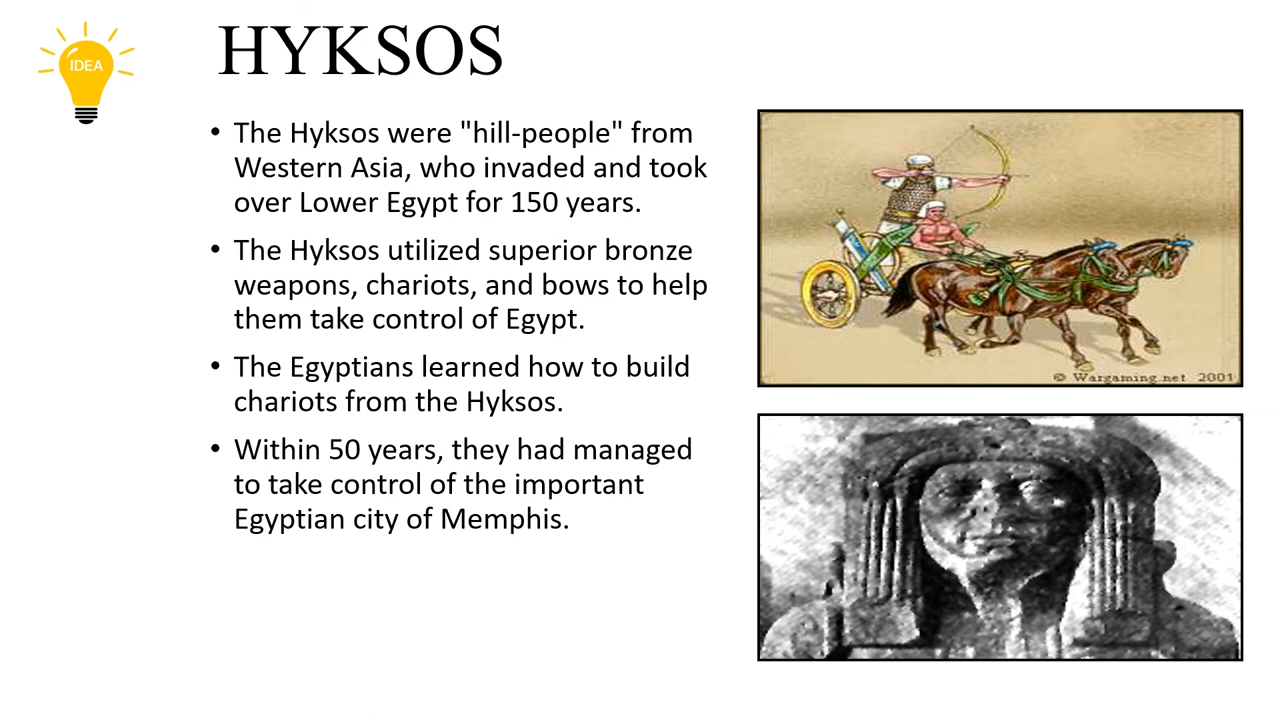 IDEA
HYKSOS
• The Hyksos were "hill-people" from
Western Asia, who invaded and took
over Lower Egypt for 150 years.
• The Hyksos utilized superior bronze
weapons, chariots, and bows to help
them take control of Egypt.
• The Egyptians learned how to build
chariots from the Hyksos.
• Within 50 years, they had managed
to take control of the important
Egyptian city of Memphis.
© Wargaming.net 2001